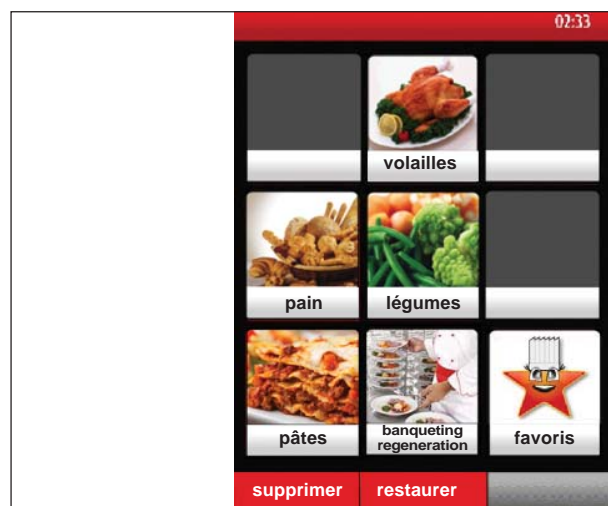 02:33
volailles
pain
légumes
pâtes
banqueting
regeneration
favoris
supprimer
restaurer